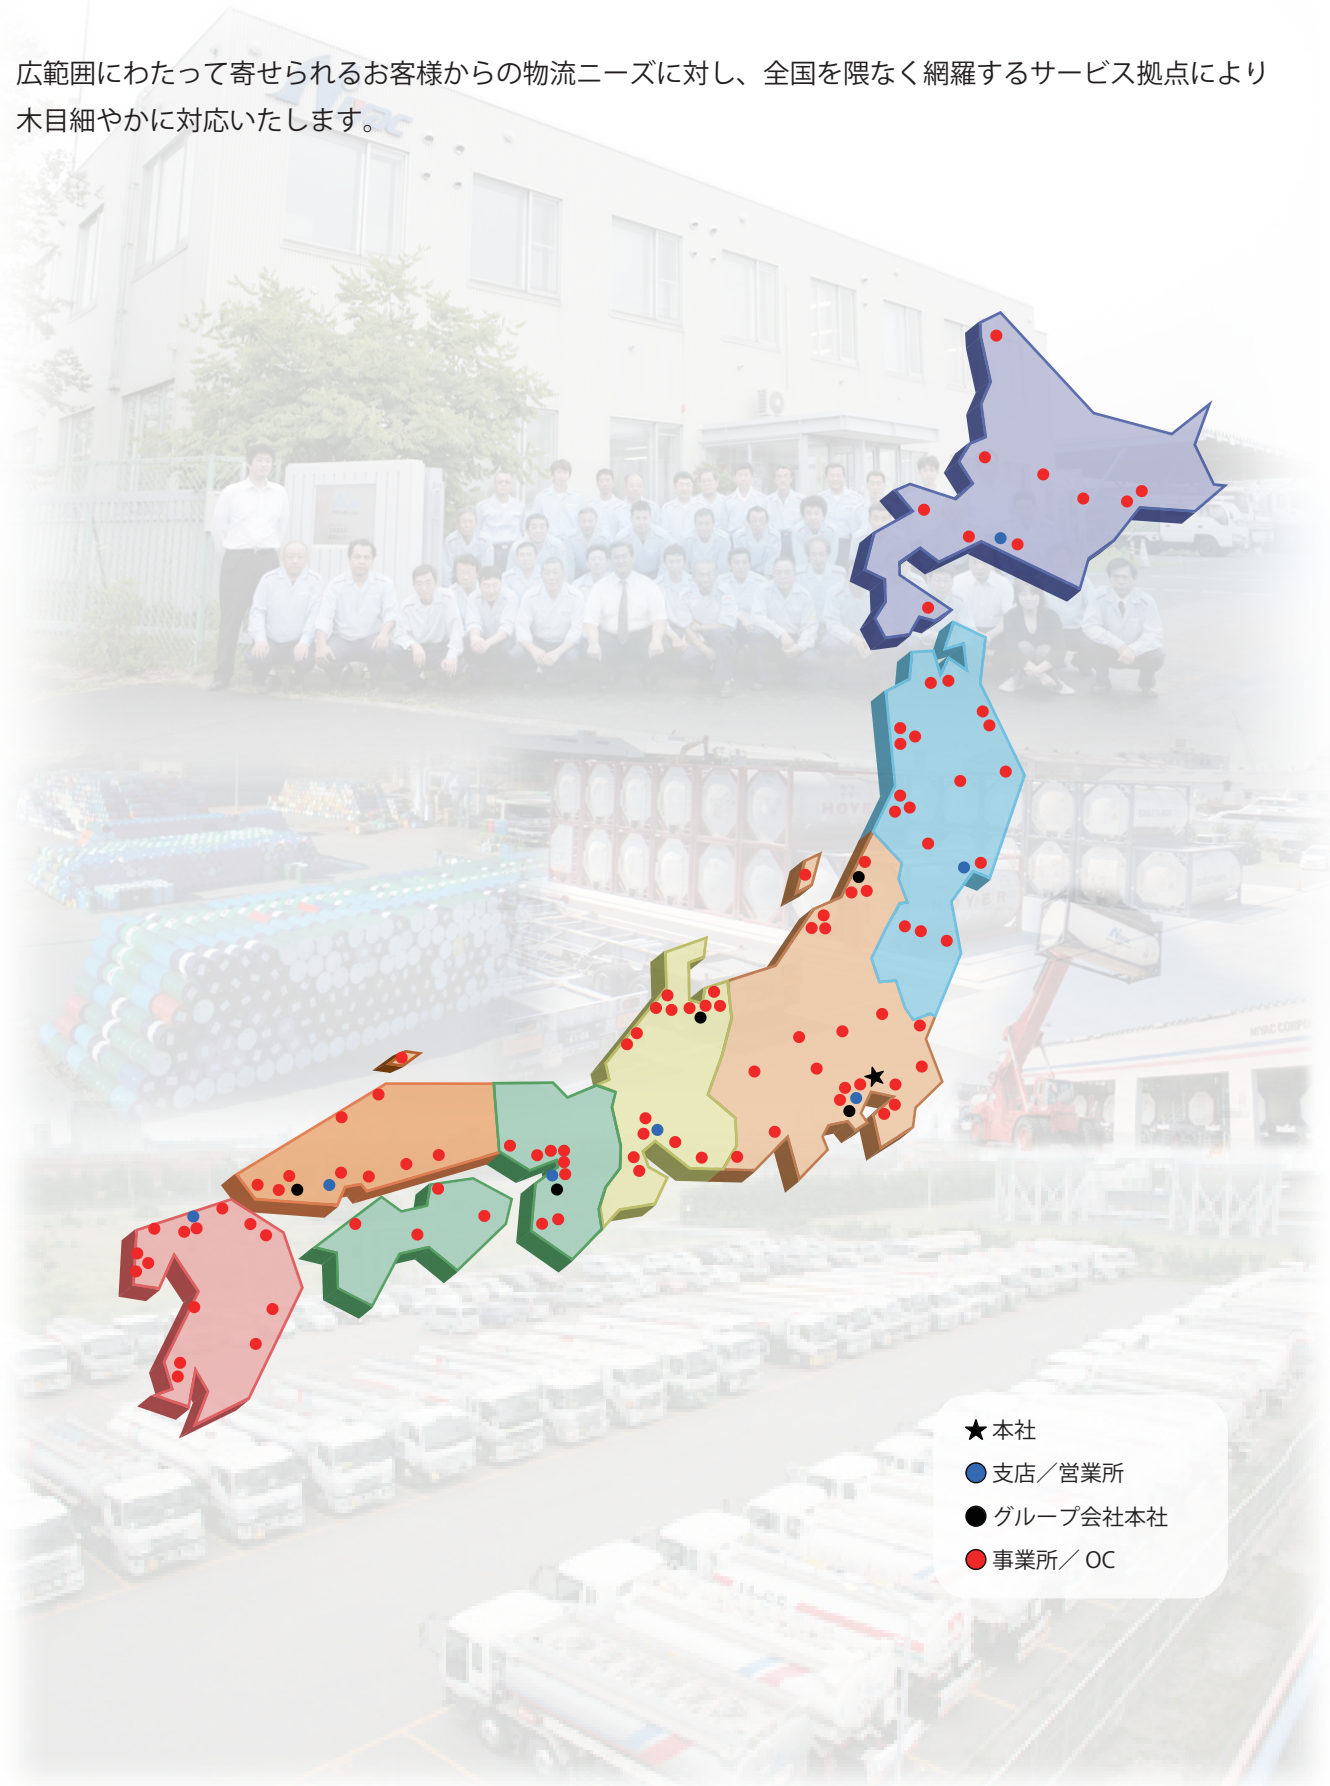 広範囲にわたって寄せられるお客様からの物流ニーズに対し、全国を隈なく網羅するサービス拠点により
木目細やかに対応いたします。
HOYER
★本社
支店／営業所
グループ会社本社
事業所／OC